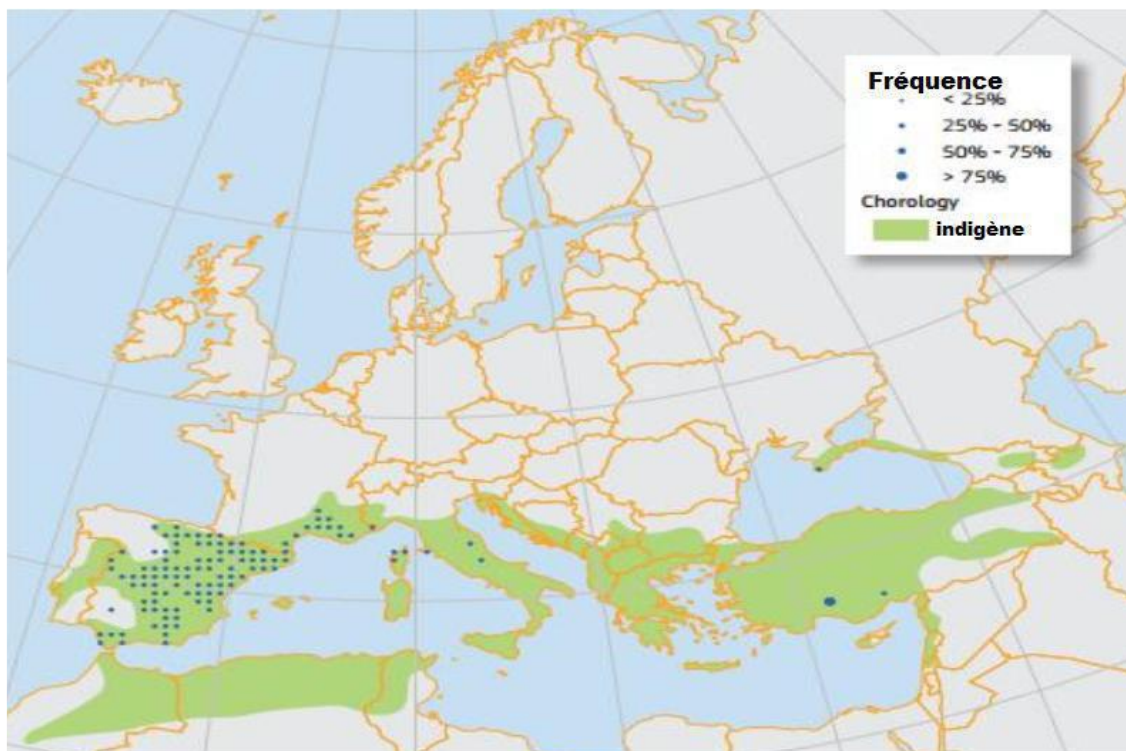 Fréquence
< 25%
25% - 50%
50% - 75%
> 75%
Chorology
indigène